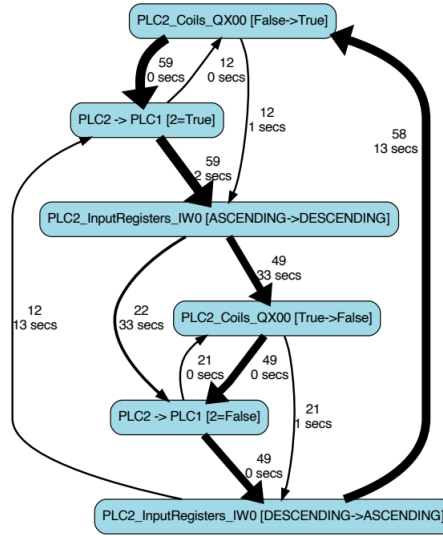 PLC2_Coils_QX00 [False->True]
59
0 secs
12
0 secs
PLC2 -> PLC1 [2=True]
12
1 secs
58
13 secs
59
2 secs
PLC2_InputRegisters_IW0 [ASCENDING->DESCENDING]
49
33 secs
12
13 secs
22
33 secs
PLC2_Coils_QX00 [True->False]
21
0 secs
49
0 secs
PLC2 -> PLC1 [2=False]
21
1 secs
49
0 secs
PLC2_InputRegisters_IW0 [DESCENDING->ASCENDING]